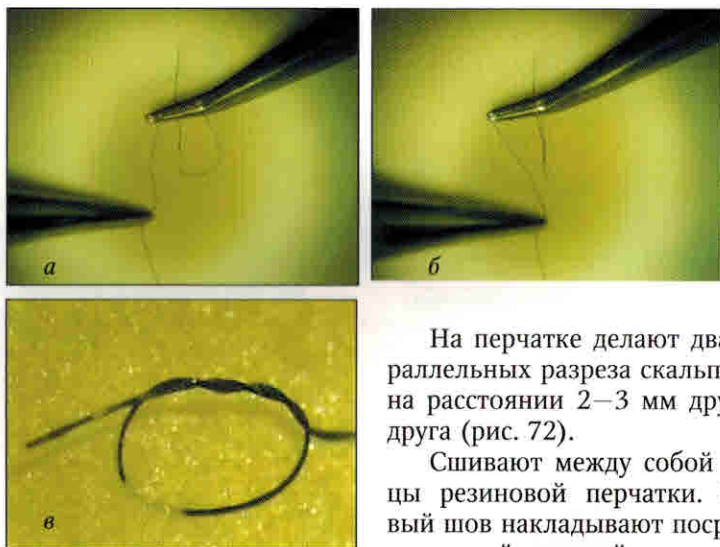 а
б
в
На перчатке делают два
раллельных разреза скальп
на расстоянии 2—3 мм дру
друга (рис. 72).
Сшивают между собой
цы резиновой перчатки.
вый шов накладывают поср